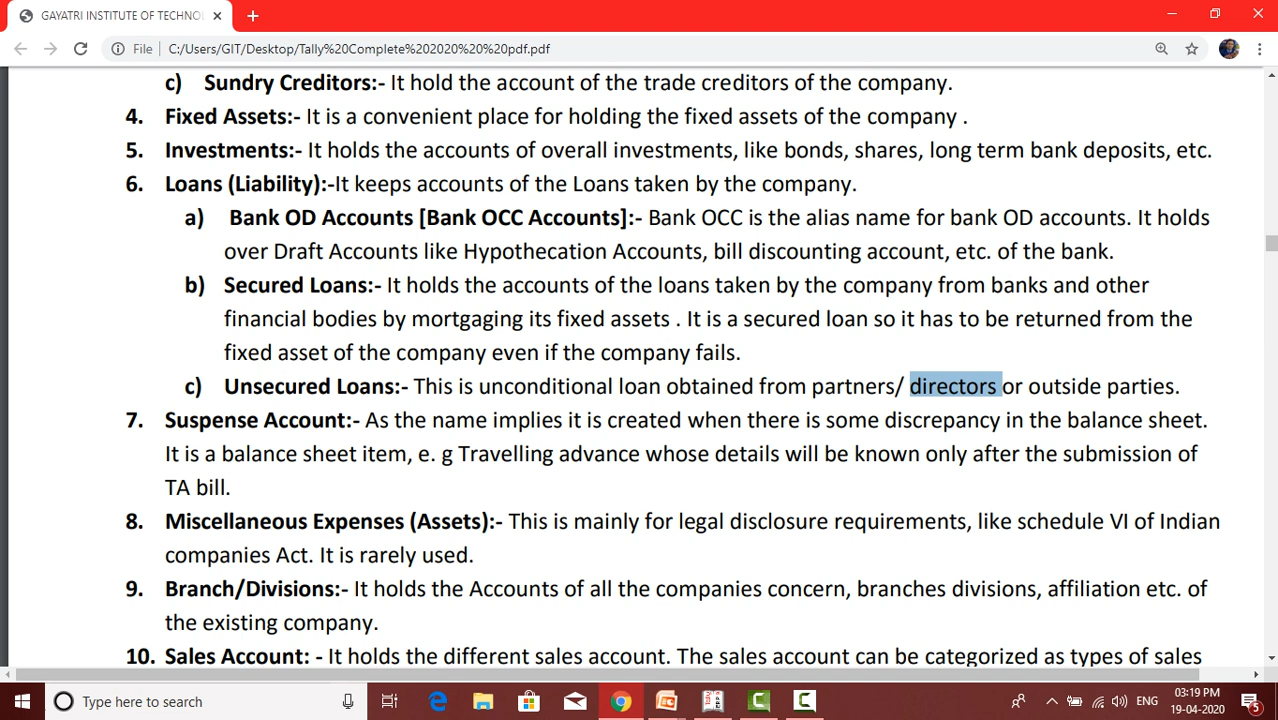 GAYATRI INSTITUTE OF TECHNO
File
C:/Users/GIT/Desktop/Tally%20Complete%202020%20%20pdf.pdf
c) Sundry Creditors:- It hold the account of the trade creditors of the company.
4. Fixed Assets:- It is a convenient place for holding the fixed assets of the company .
5. Investments:- It holds the accounts of overall investments, like bonds, shares, long term bank deposits, etc.
6. Loans (Liability):-It keeps accounts of the Loans taken by the company.
a) Bank OD Accounts [Bank OCC Accounts]:- Bank OCC is the alias name for bank OD accounts. It holds
over Draft Accounts like Hypothecation Accounts, bill discounting account, etc. of the bank.
b) Secured Loans:- It holds the accounts of the loans taken by the company from banks and other
financial bodies by mortgaging its fixed assets . It is a secured loan so it has to be returned from the
fixed asset of the company even if the company fails.
c) Unsecured Loans:- This is unconditional loan obtained from partners/ directors or outside parties.
7. Suspense Account:- As the name implies it is created when there is some discrepancy in the balance sheet.
It is a balance sheet item, e. g Travelling advance whose details will be known only after the submission of
TA bill.
8. Miscellaneous Expenses (Assets):- This is mainly for legal disclosure requirements, like schedule VI of Indian
companies Act. It is rarely used.
9. Branch/Divisions:- It holds the Accounts of all the companies concern, branches divisions, affiliation etc. of
the existing company.
10. Sales Account: - It holds the different sales account. The sales account can be categorized as types of sales
Type here to search
ENG
03:19 PM
19-04-2020
5